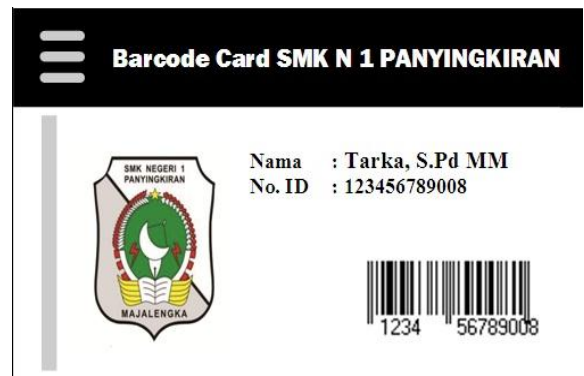 Barcode Card SMK N 1 PANYINGKIRAN
SMK NEGERI 1
PANYINGKIRAN
MAJALENGKA
Nama : Tarka, S.Pd MM
No. ID : 123456789008
1234 56789008